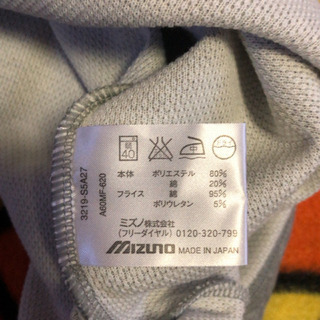 40
本体 ポリエステル 80%
綿 20%
フライス 綿 95%
ポリウレタン 5%
ミズノ株式会社
(フリーダイヤル) 0120-320-799
MIZUNO MADE IN JAPAN
3219-S5A27
A60MF-620